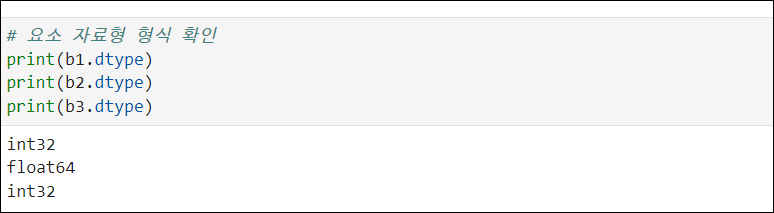 # 요소 자료형 형식 확인
print(b1.dtype)
print(b2.dtype)
print(b3.dtype)
int32
float64
int32